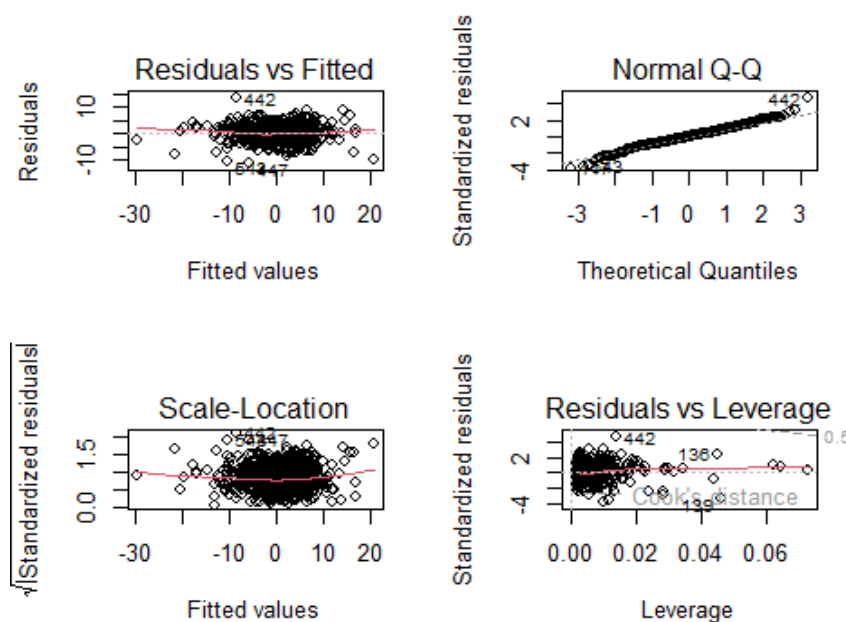 Residuals vs Fitted
Residuals
10
-10
442
543
447
-30
-10
0
10
20
Fitted values
Normal Q-Q
Standardized residuals
2
-4
442
-3
-1
0
1
2
3
Theoretical Quantiles
Scale-Location
√|Standardized residuals|
1.5
0.0
442
-30
-10
0
10
20
Fitted values
Residuals vs Leverage
Standardized residuals
2
-4
442
136
139
0.5
Cook's distance
0.00
0.02
0.04
0.06
Leverage